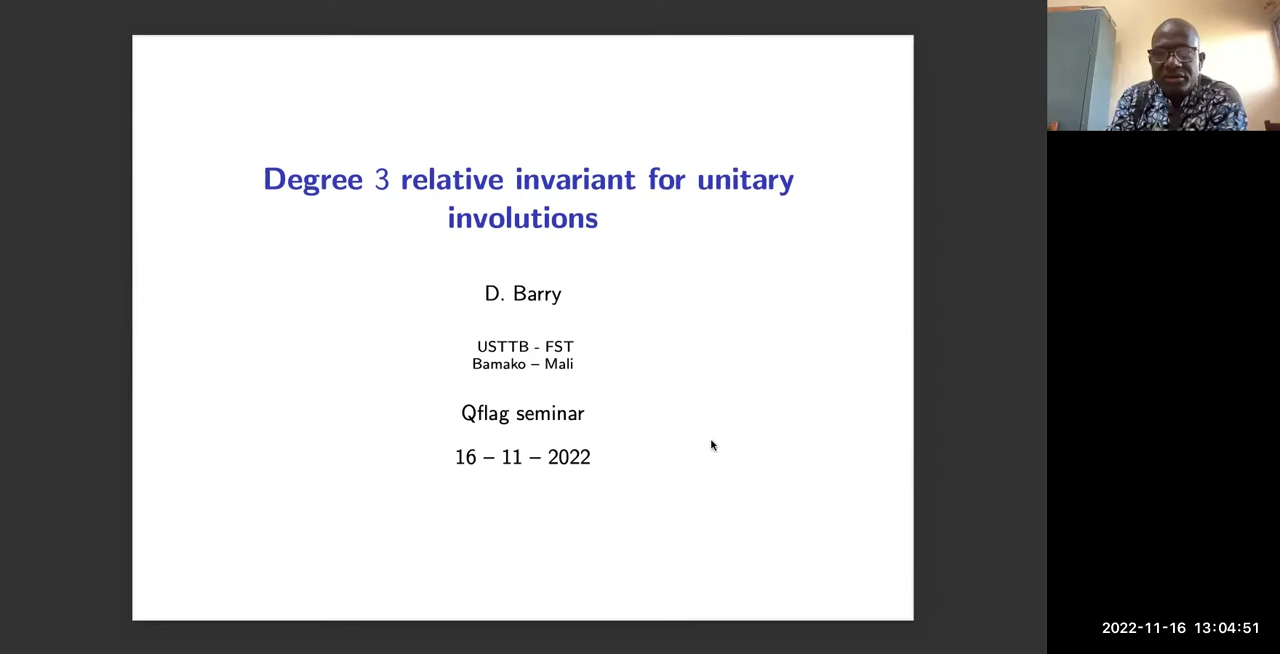 Degree 3 relative invariant for unitary
involutions
D. Barry
USTTB - FST
Bamako – Mali
Qflag seminar
16 – 11 – 2022
2022-11-16 13:04:51